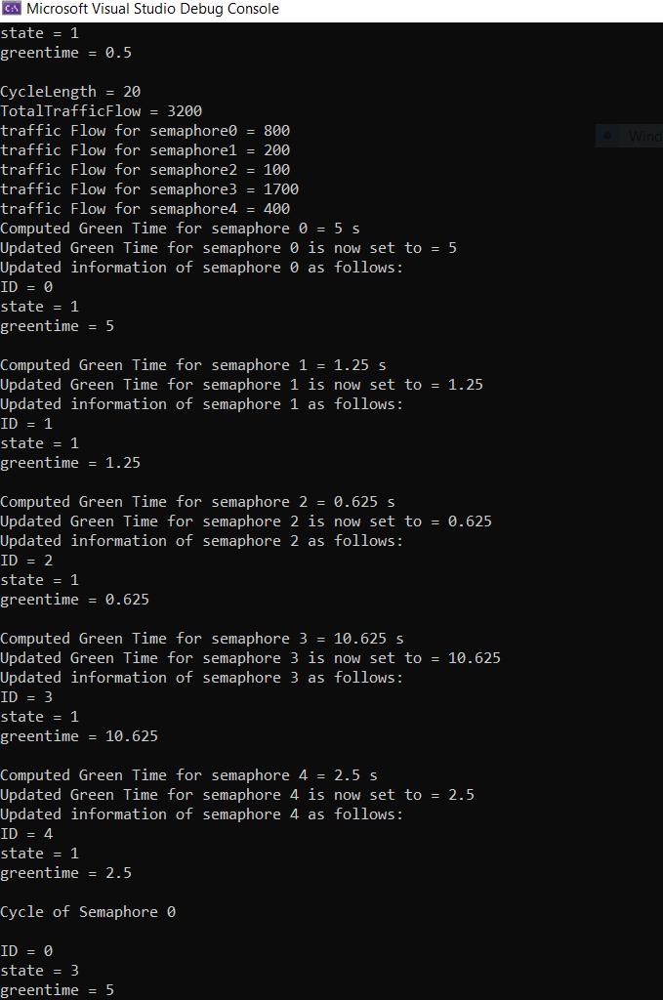 Microsoft Visual Studio Debug Console
state = 1
greentime = 0.5
CycleLength = 20
TotalTrafficFlow = 3200
traffic Flow for semaphore0 = 800
traffic Flow for semaphore1 = 200
traffic Flow for semaphore2 = 100
traffic Flow for semaphore3 = 1700
traffic Flow for semaphore4 = 400
Computed Green Time for semaphore 0 = 5 s
Updated Green Time for semaphore 0 is now set to = 5
Updated information of semaphore 0 as follows:
ID = 0
state = 1
greentime = 5
Computed Green Time for semaphore 1 = 1.25 s
Updated Green Time for semaphore 1 is now set to = 1.25
Updated information of semaphore 1 as follows:
ID = 1
state = 1
greentime = 1.25
Computed Green Time for semaphore 2 = 0.625 s
Updated Green Time for semaphore 2 is now set to = 0.625
Updated information of semaphore 2 as follows:
ID = 2
state = 1
greentime = 0.625
Computed Green Time for semaphore 3 = 10.625 s
Updated Green Time for semaphore 3 is now set to = 10.625
Updated information of semaphore 3 as follows:
ID = 3
state = 1
greentime = 10.625
Computed Green Time for semaphore 4 = 2.5 s
Updated Green Time for semaphore 4 is now set to = 2.5
Updated information of semaphore 4 as follows:
ID = 4
state = 1
greentime = 2.5
Cycle of Semaphore 0
ID = 0
state = 3
greentime = 5